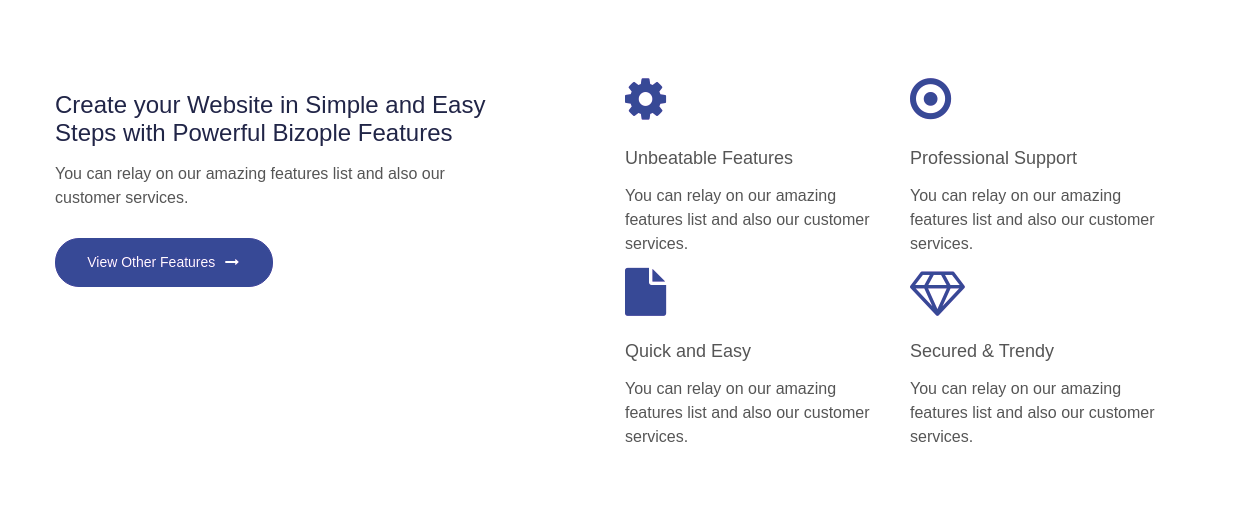 Create your Website in Simple and Easy
Steps with Powerful Bizople Features
You can relay on our amazing features list and also our
customer services.
View Other Features
Unbeatable Features
You can relay on our amazing
features list and also our customer
services.
Professional Support
You can relay on our amazing
features list and also our customer
services.
Quick and Easy
You can relay on our amazing
features list and also our customer
services.
Secured & Trendy
You can relay on our amazing
features list and also our customer
services.